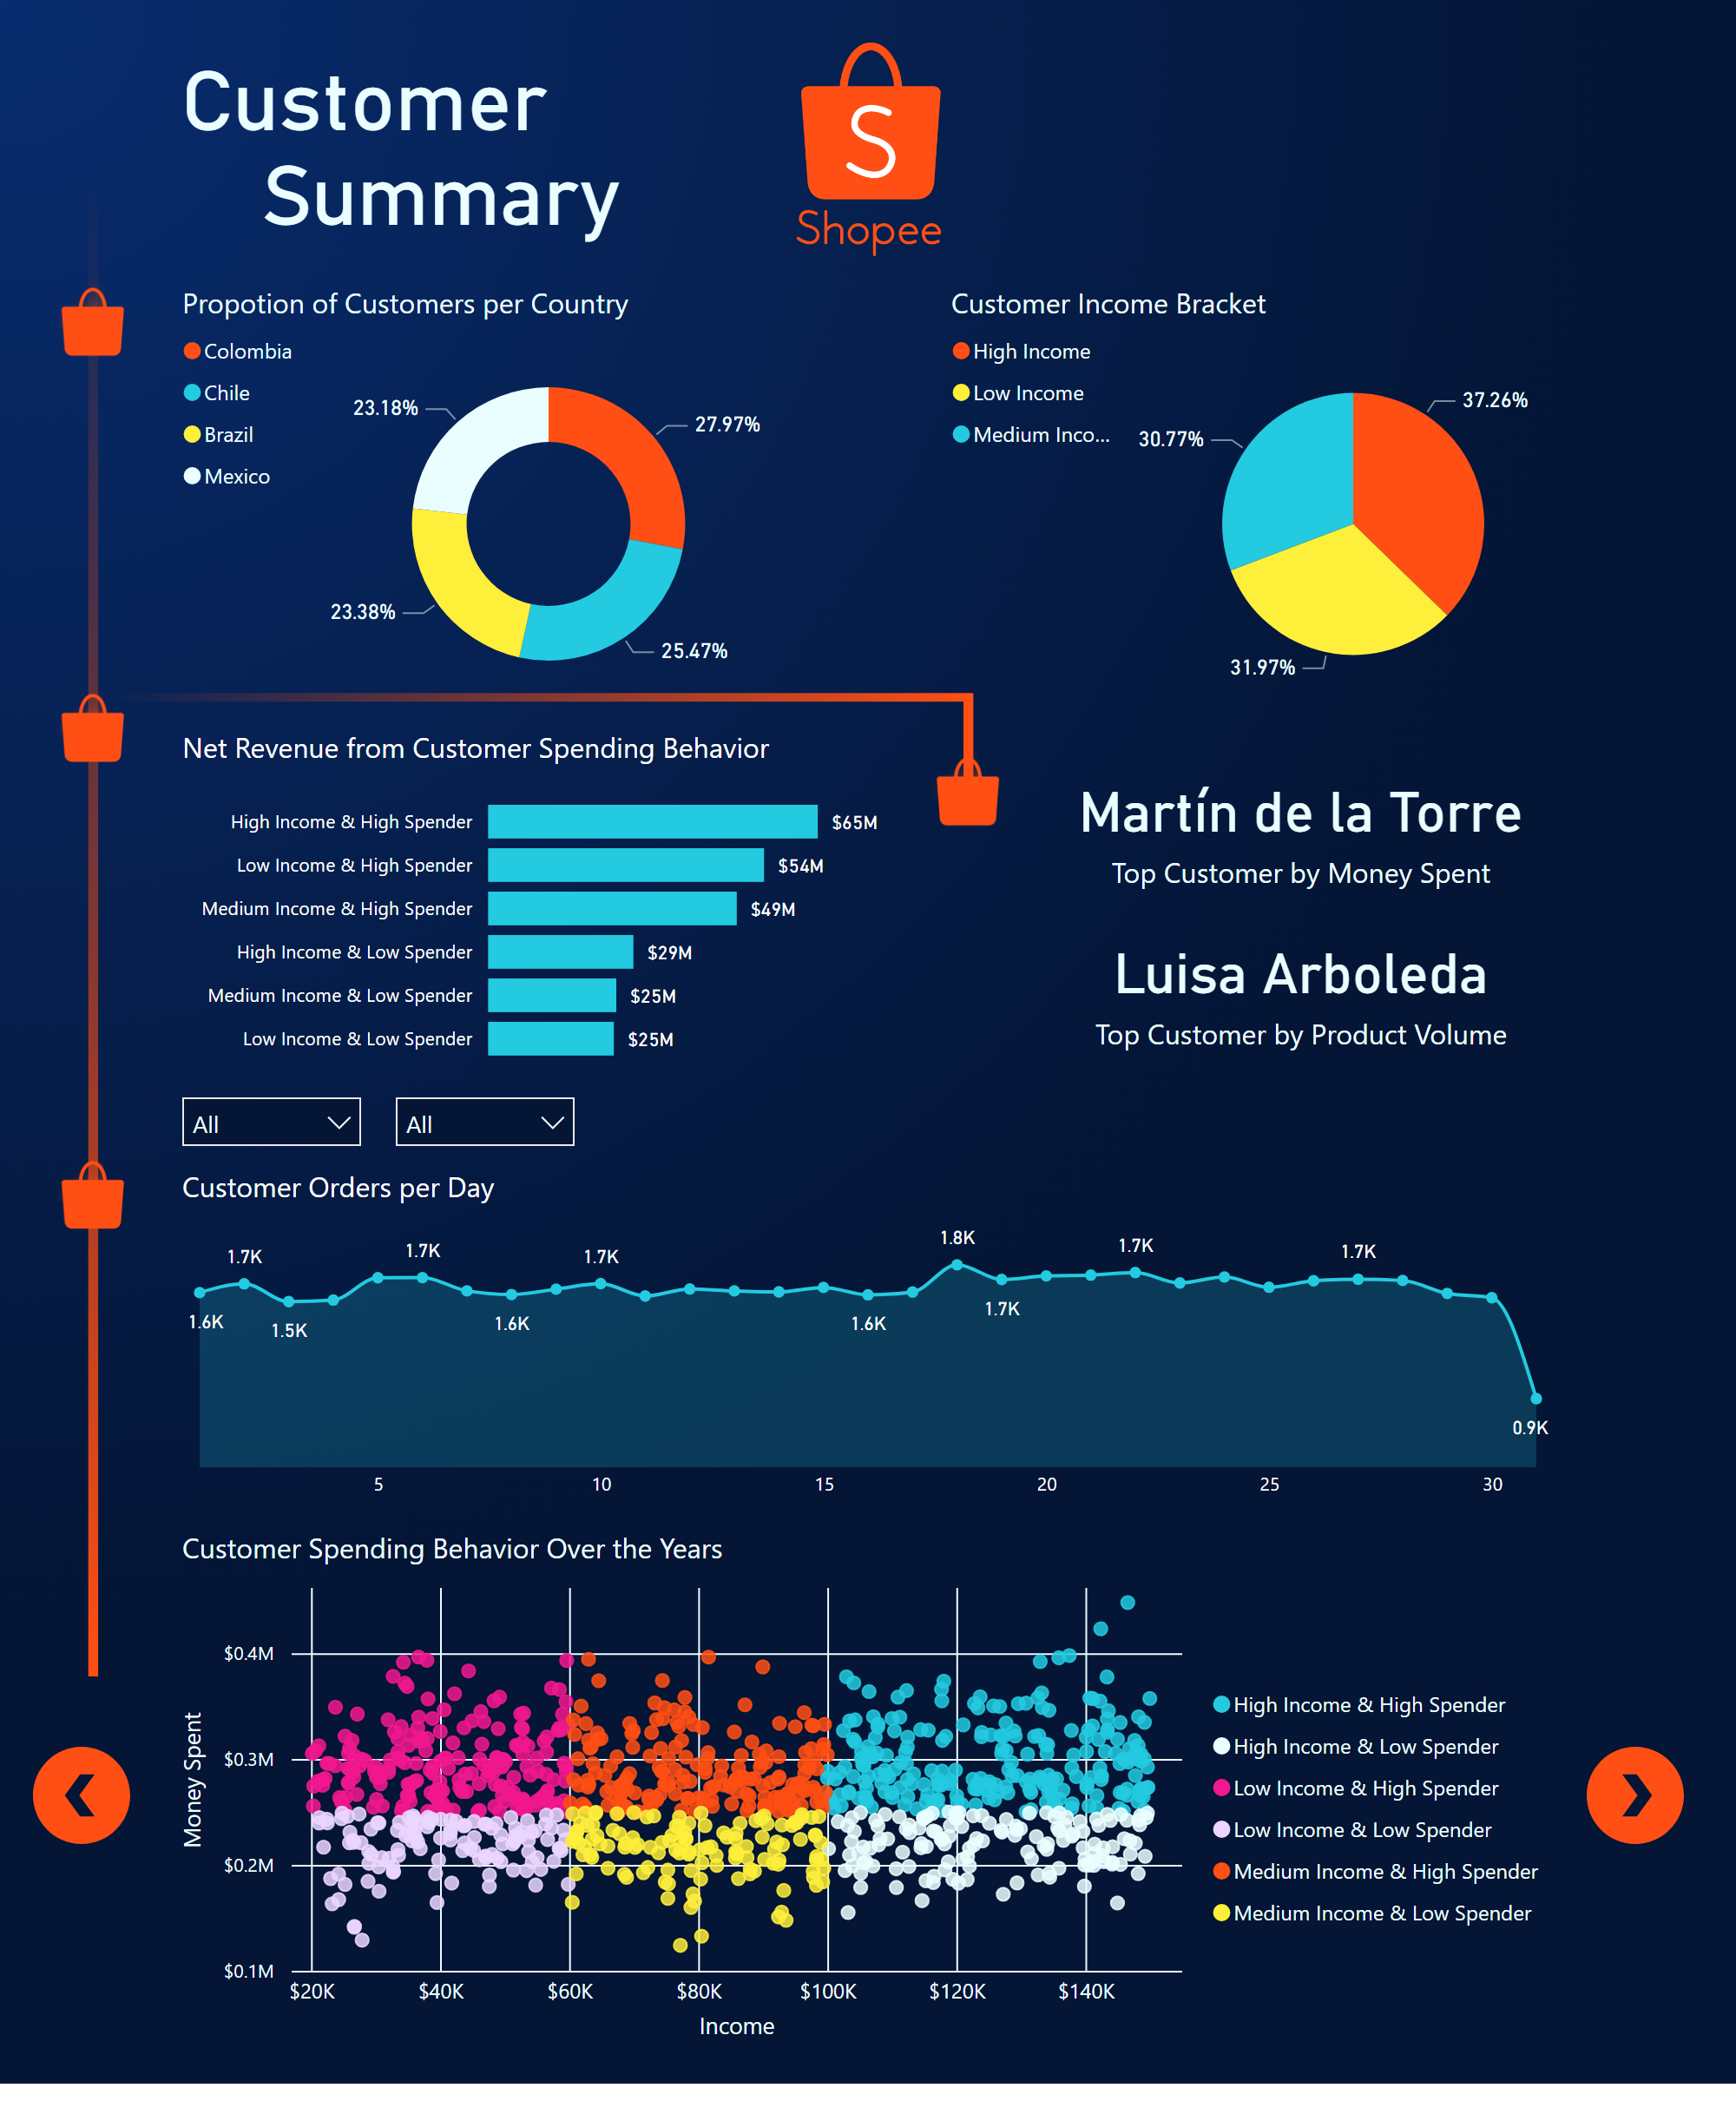 Customer
Summary
S
Shopee
Propotion of Customers per Country
Colombia
Chile
Brazil
Mexico
23.18%
27.97%
23.38%
25.47%
Customer Income Bracket
High Income
Low Income
Medium Inco...
37.26%
30.77%
31.97%
Net Revenue from Customer Spending Behavior
High Income & High Spender $65M
Low Income & High Spender $54M
Medium Income & High Spender $49M
High Income & Low Spender $29M
Medium Income & Low Spender $25M
Low Income & Low Spender $25M
Martín de la Torre
Top Customer by Money Spent
Luisa Arboleda
Top Customer by Product Volume
All
All
Customer Orders per Day
1.6K
1.7K
1.5K
1.7K
1.6K
1.7K
1.6K
1.8K
1.7K
1.7K
1.7K
0.9K
5 10 15 20 25 30
Customer Spending Behavior Over the Years
Money Spent
$0.4M
$0.3M
$0.2M
$0.1M
$20K $40K $60K $80K $100K $120K $140K
Income
High Income & High Spender
High Income & Low Spender
Low Income & High Spender
Low Income & Low Spender
Medium Income & High Spender
Medium Income & Low Spender